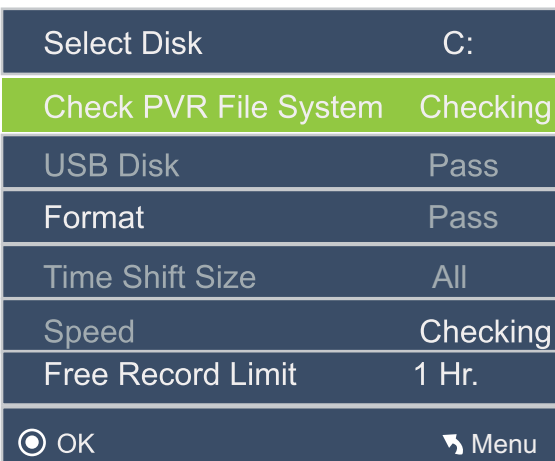 Select Disk C:
Check PVR File System Checking
USB Disk Pass
Format Pass
Time Shift Size All
Speed Checking
Free Record Limit 1 Hr.
OK Menu